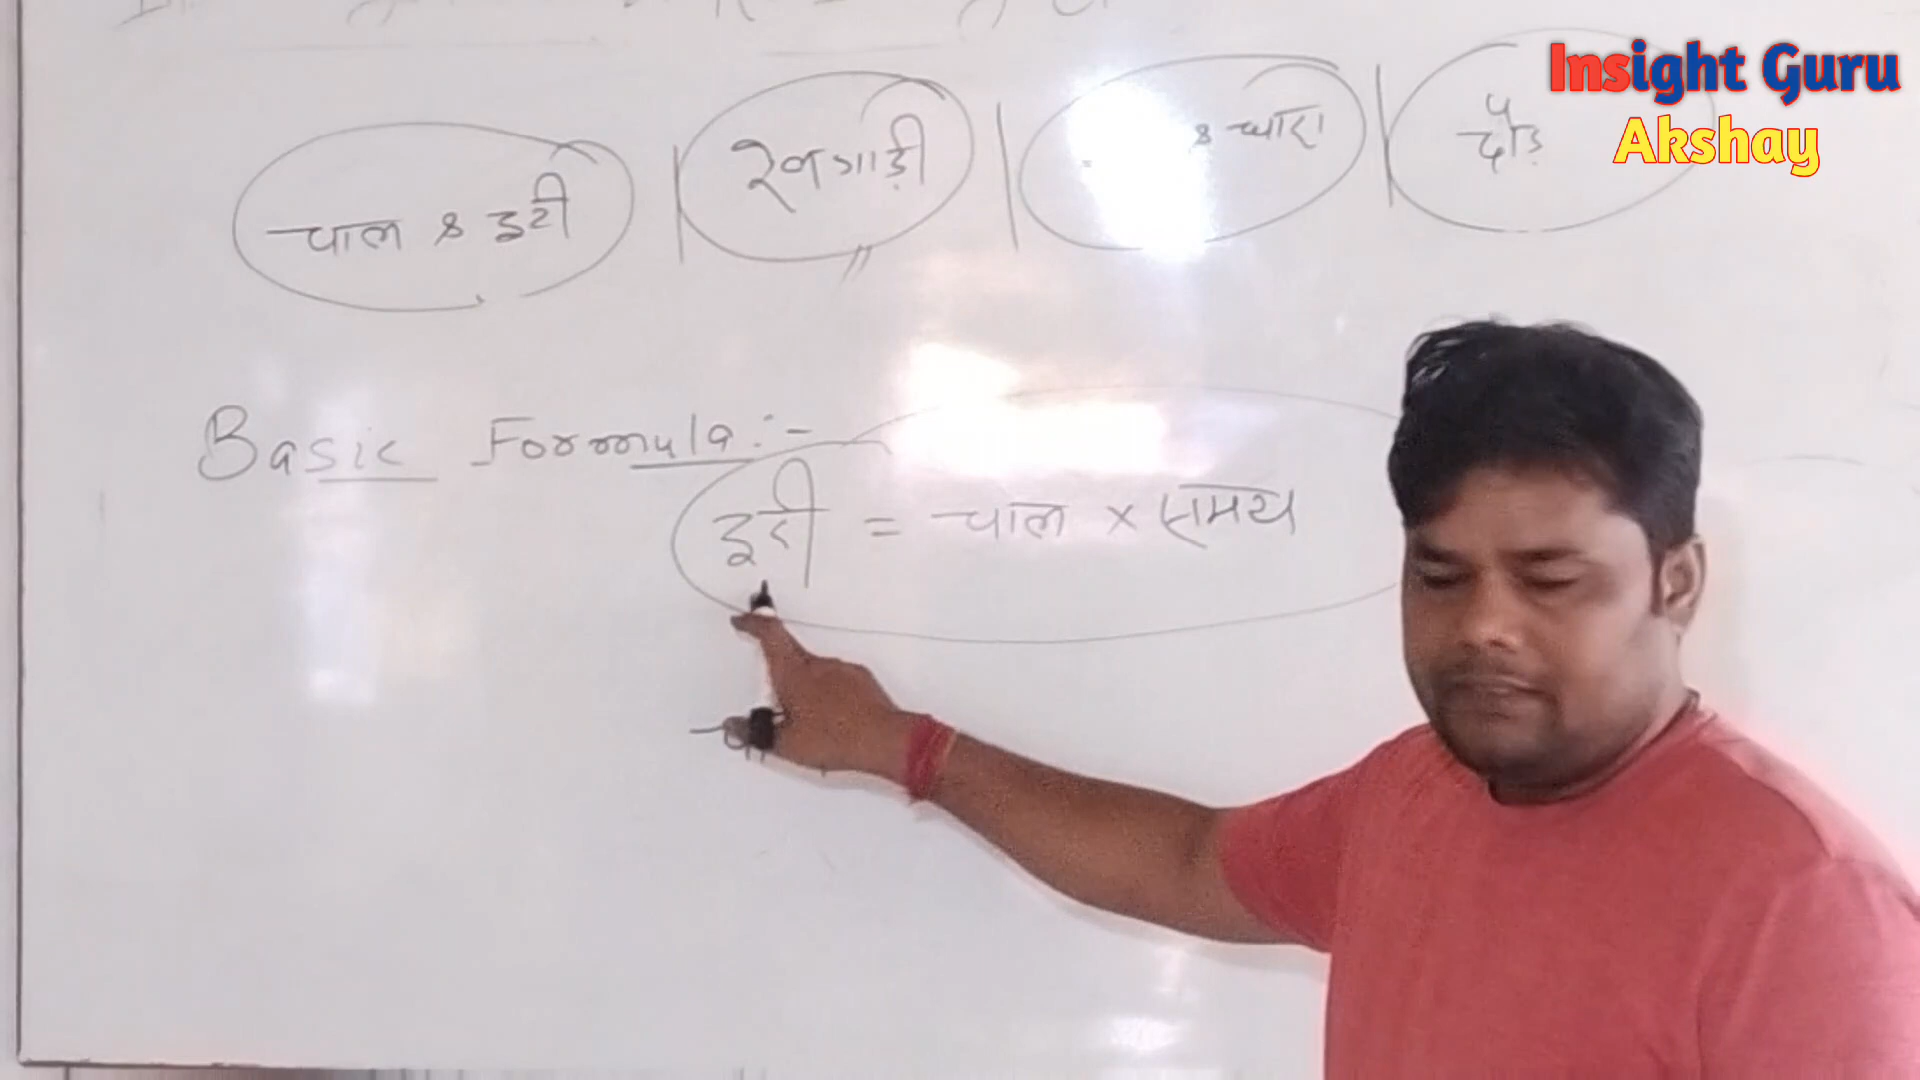 Insight Guru
Akshay
चाल & दूरी | रेलगाड़ी | & धारा | दौड़
Basic Formula :-
दूरी = चाल × समय